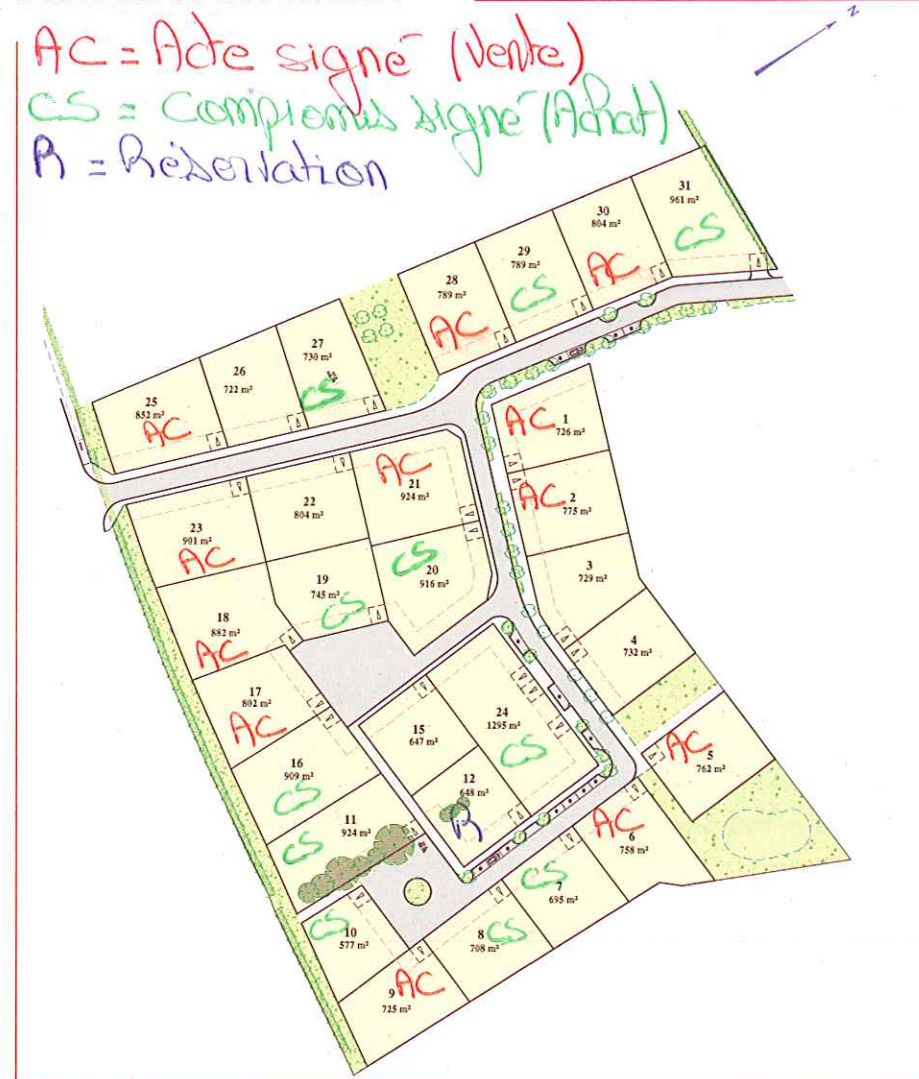 AC = Acte signé (Vente)
CS = Compromis signé (Achat)
R = Réservation
N
31
961 m²
CS
30
804 m²
AC
29
789 m²
CS
28
789 m²
AC
27
730 m²
CS
26
722 m²
25
852 m²
AC
AC
1
726 m²
AC
21
924 m²
AC
2
775 m²
22
804 m²
23
901 m²
AC
3
729 m²
CS
20
916 m²
19
745 m²
CS
18
882 m²
AC
4
732 m²
17
802 m²
AC
24
1295 m²
CS
15
647 m²
AC
5
762 m²
16
909 m²
CS
12
648 m²
R
11
924 m²
CS
AC
6
758 m²
CS
7
695 m²
CS
10
577 m²
8
708 m²
CS
9
725 m²
AC